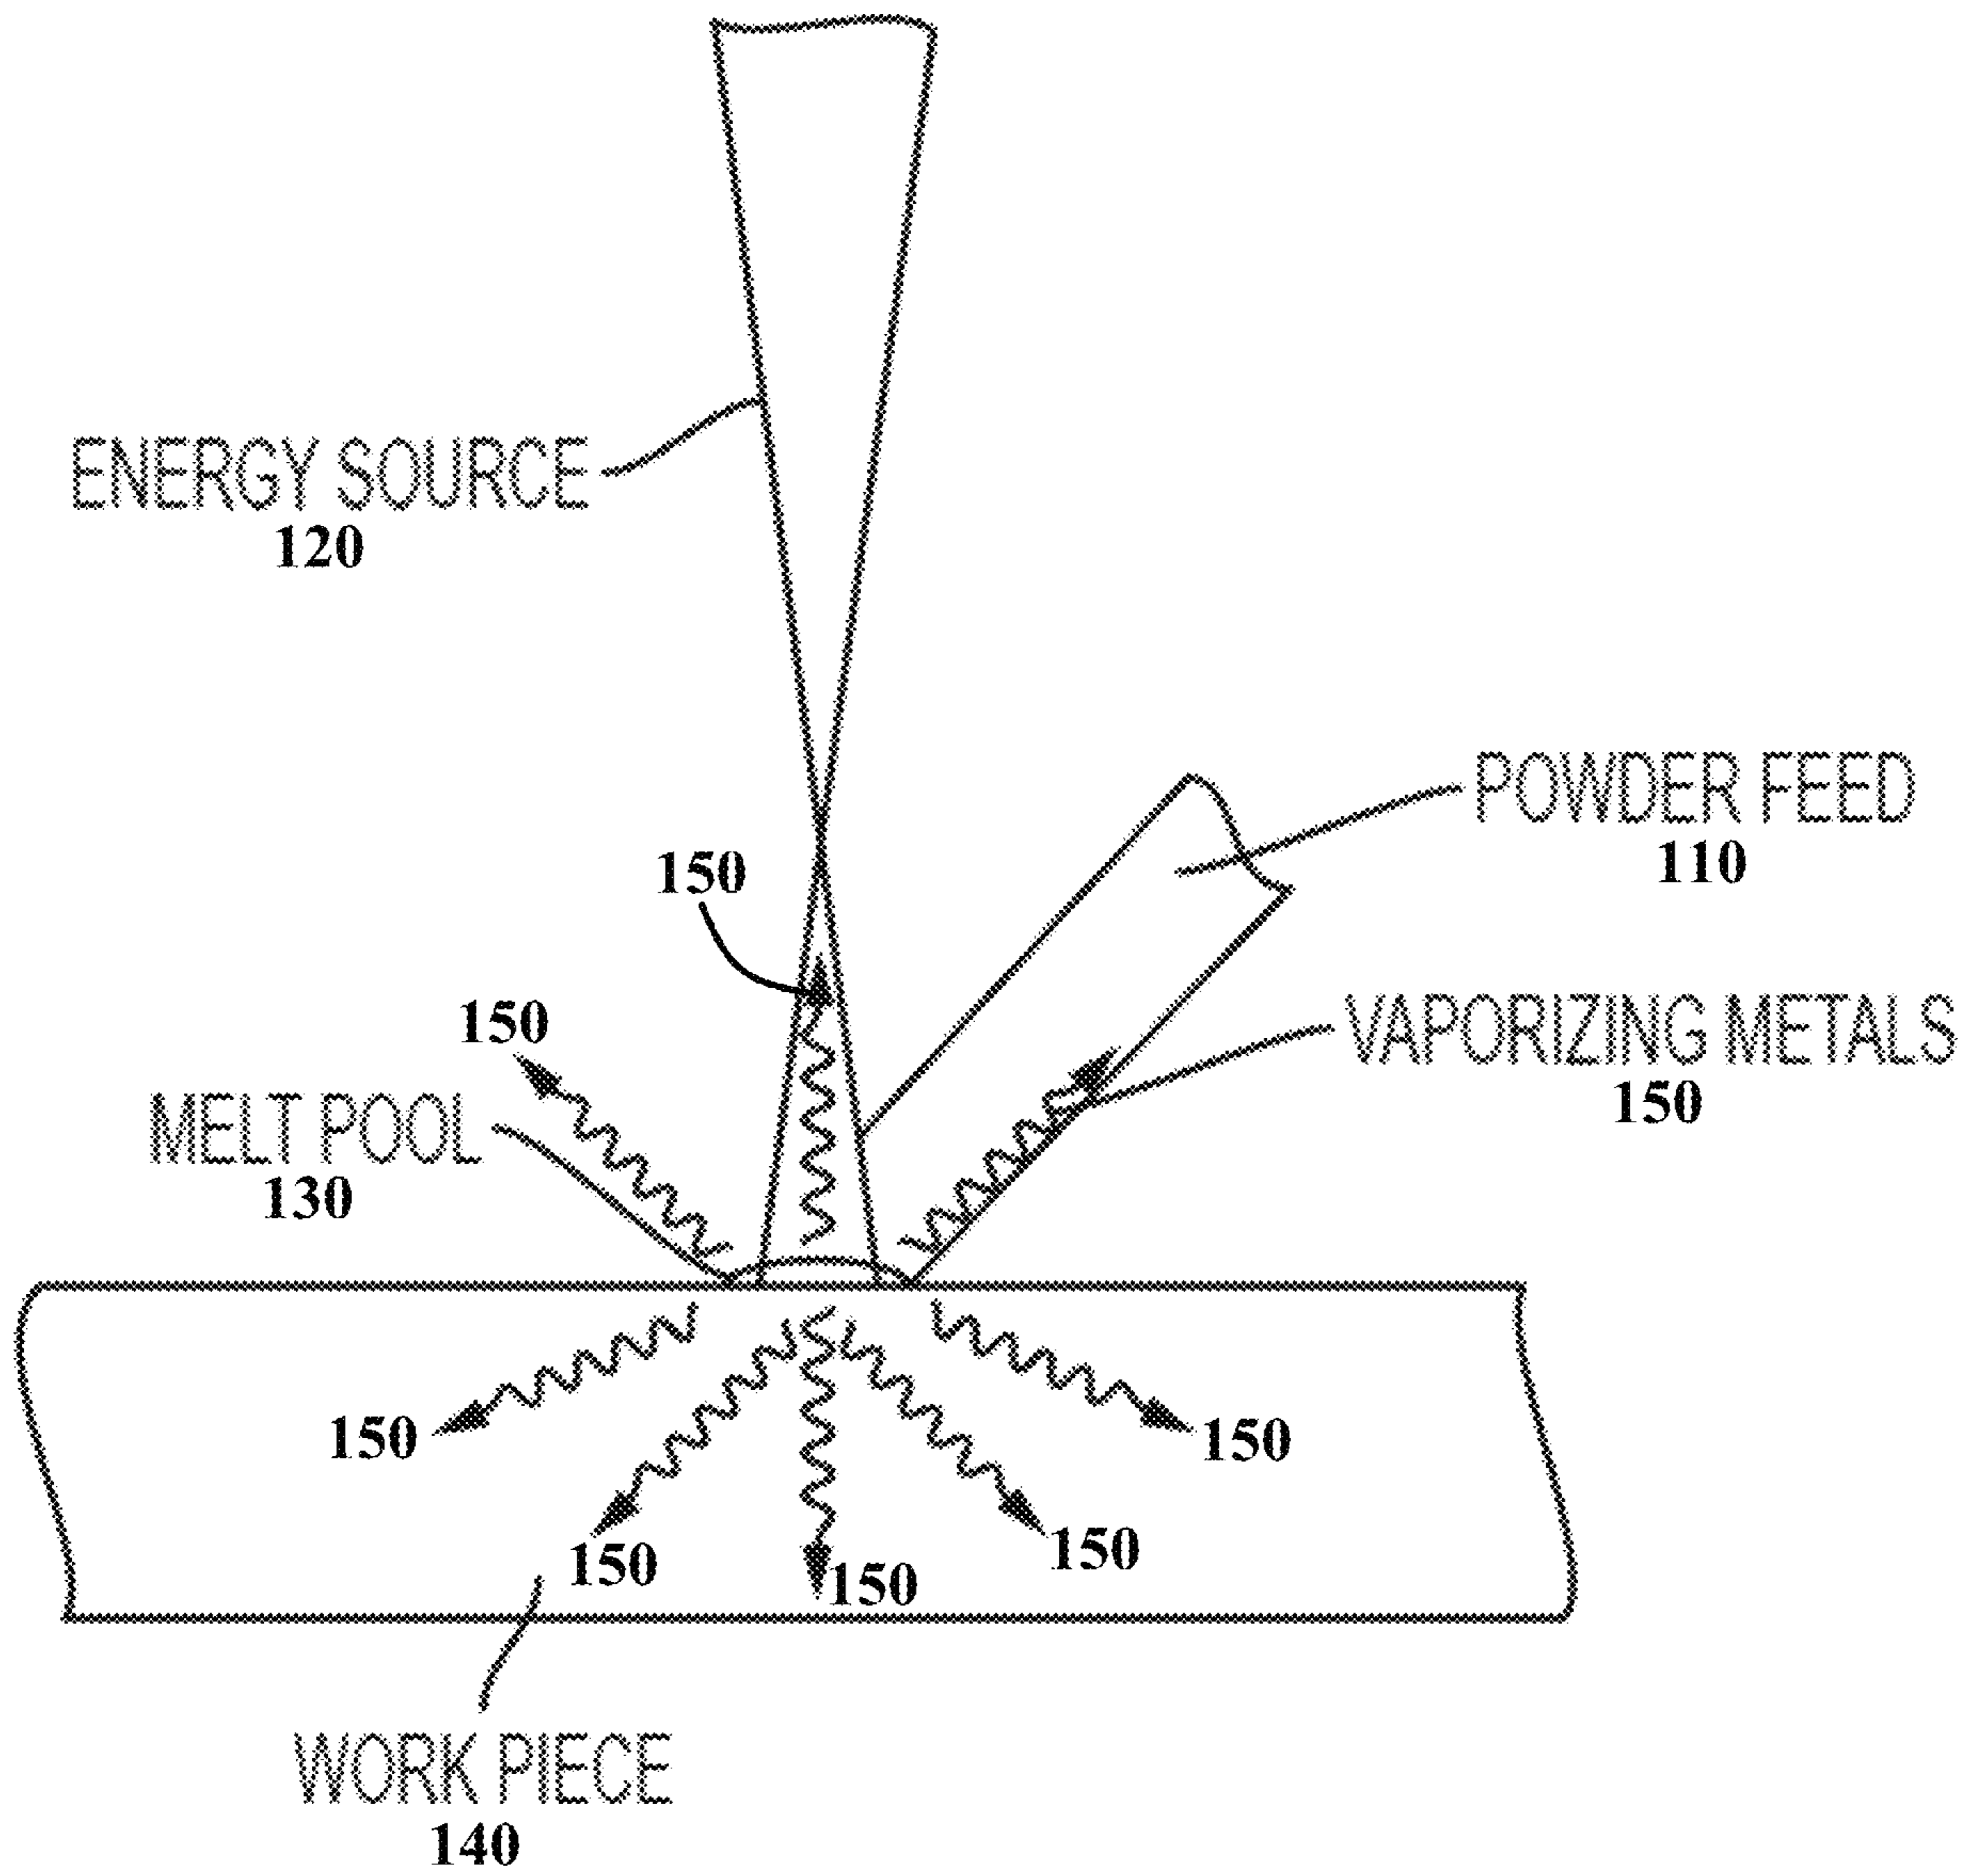 ENERGY SOURCE
120
POWDER FEED
110
150
150
VAPORIZING METALS
150
MELT POOL
130
150
150
150
150
150
WORK PIECE
140